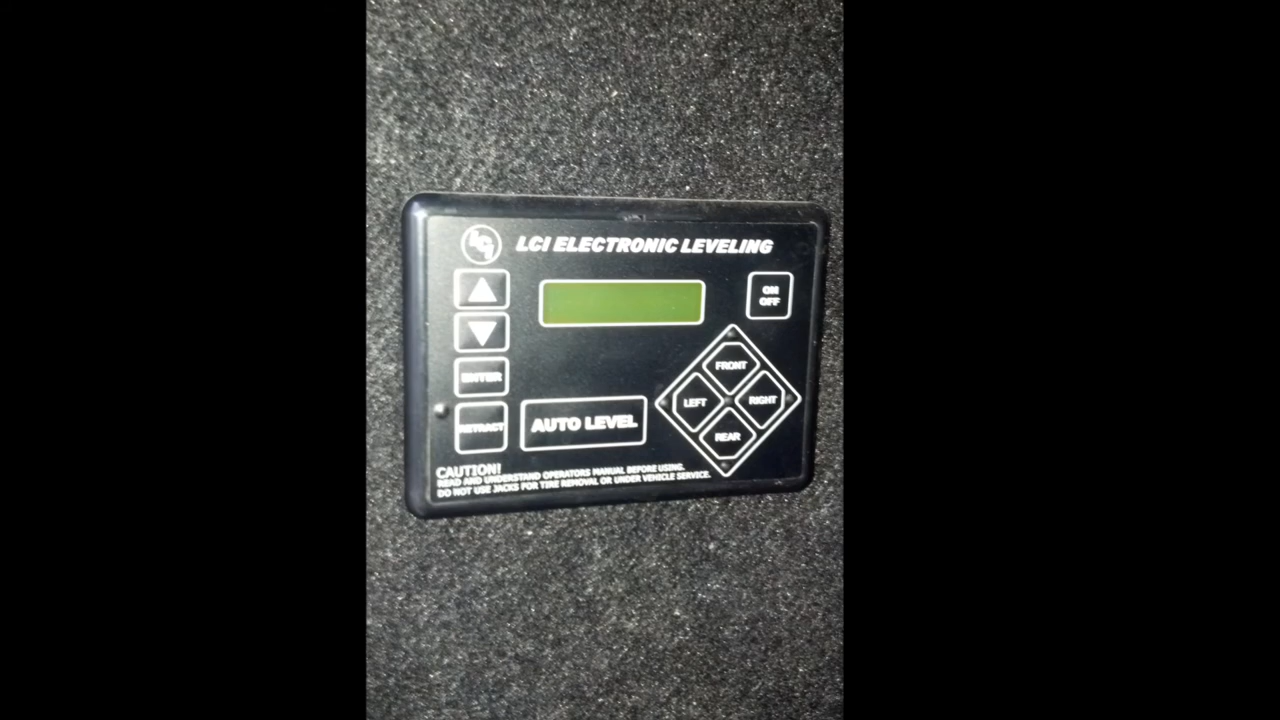 LCI
LCI ELECTRONIC LEVELING
ON
OFF
ENTER
RETRACT
AUTO LEVEL
FRONT
LEFT
RIGHT
REAR
CAUTION!
READ AND UNDERSTAND OPERATORS MANUAL BEFORE USING.
DO NOT USE JACKS FOR TIRE REMOVAL OR UNDER VEHICLE SERVICE.